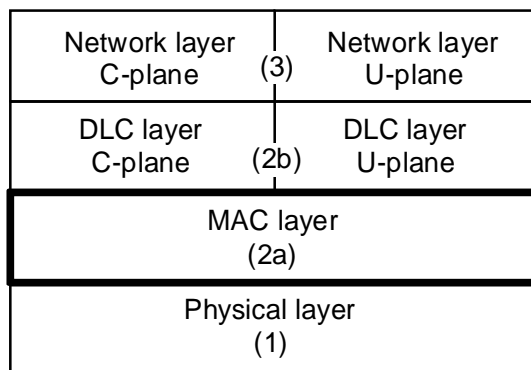 Network layer
C-plane
(3)
Network layer
U-plane
DLC layer
C-plane
(2b)
DLC layer
U-plane
MAC layer
(2a)
Physical layer
(1)